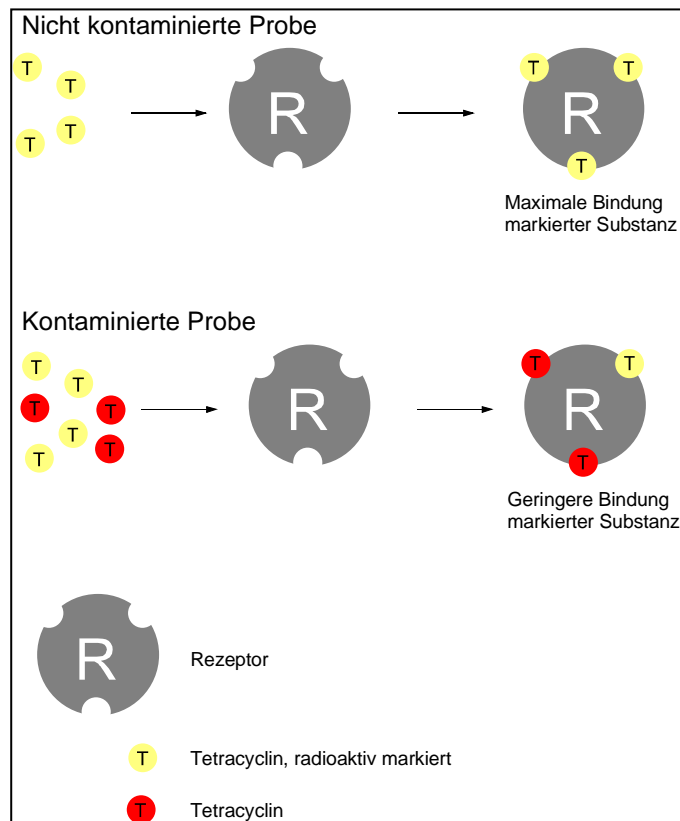 Nicht kontaminierte Probe
T
T
T
T
R
T
T
R
T
Maximale Bindung
markierter Substanz
Kontaminierte Probe
T
T
T
T
T
T
T
R
T
T
R
T
Geringere Bindung
markierter Substanz
R
Rezeptor
T
Tetracyclin, radioaktiv markiert
T
Tetracyclin